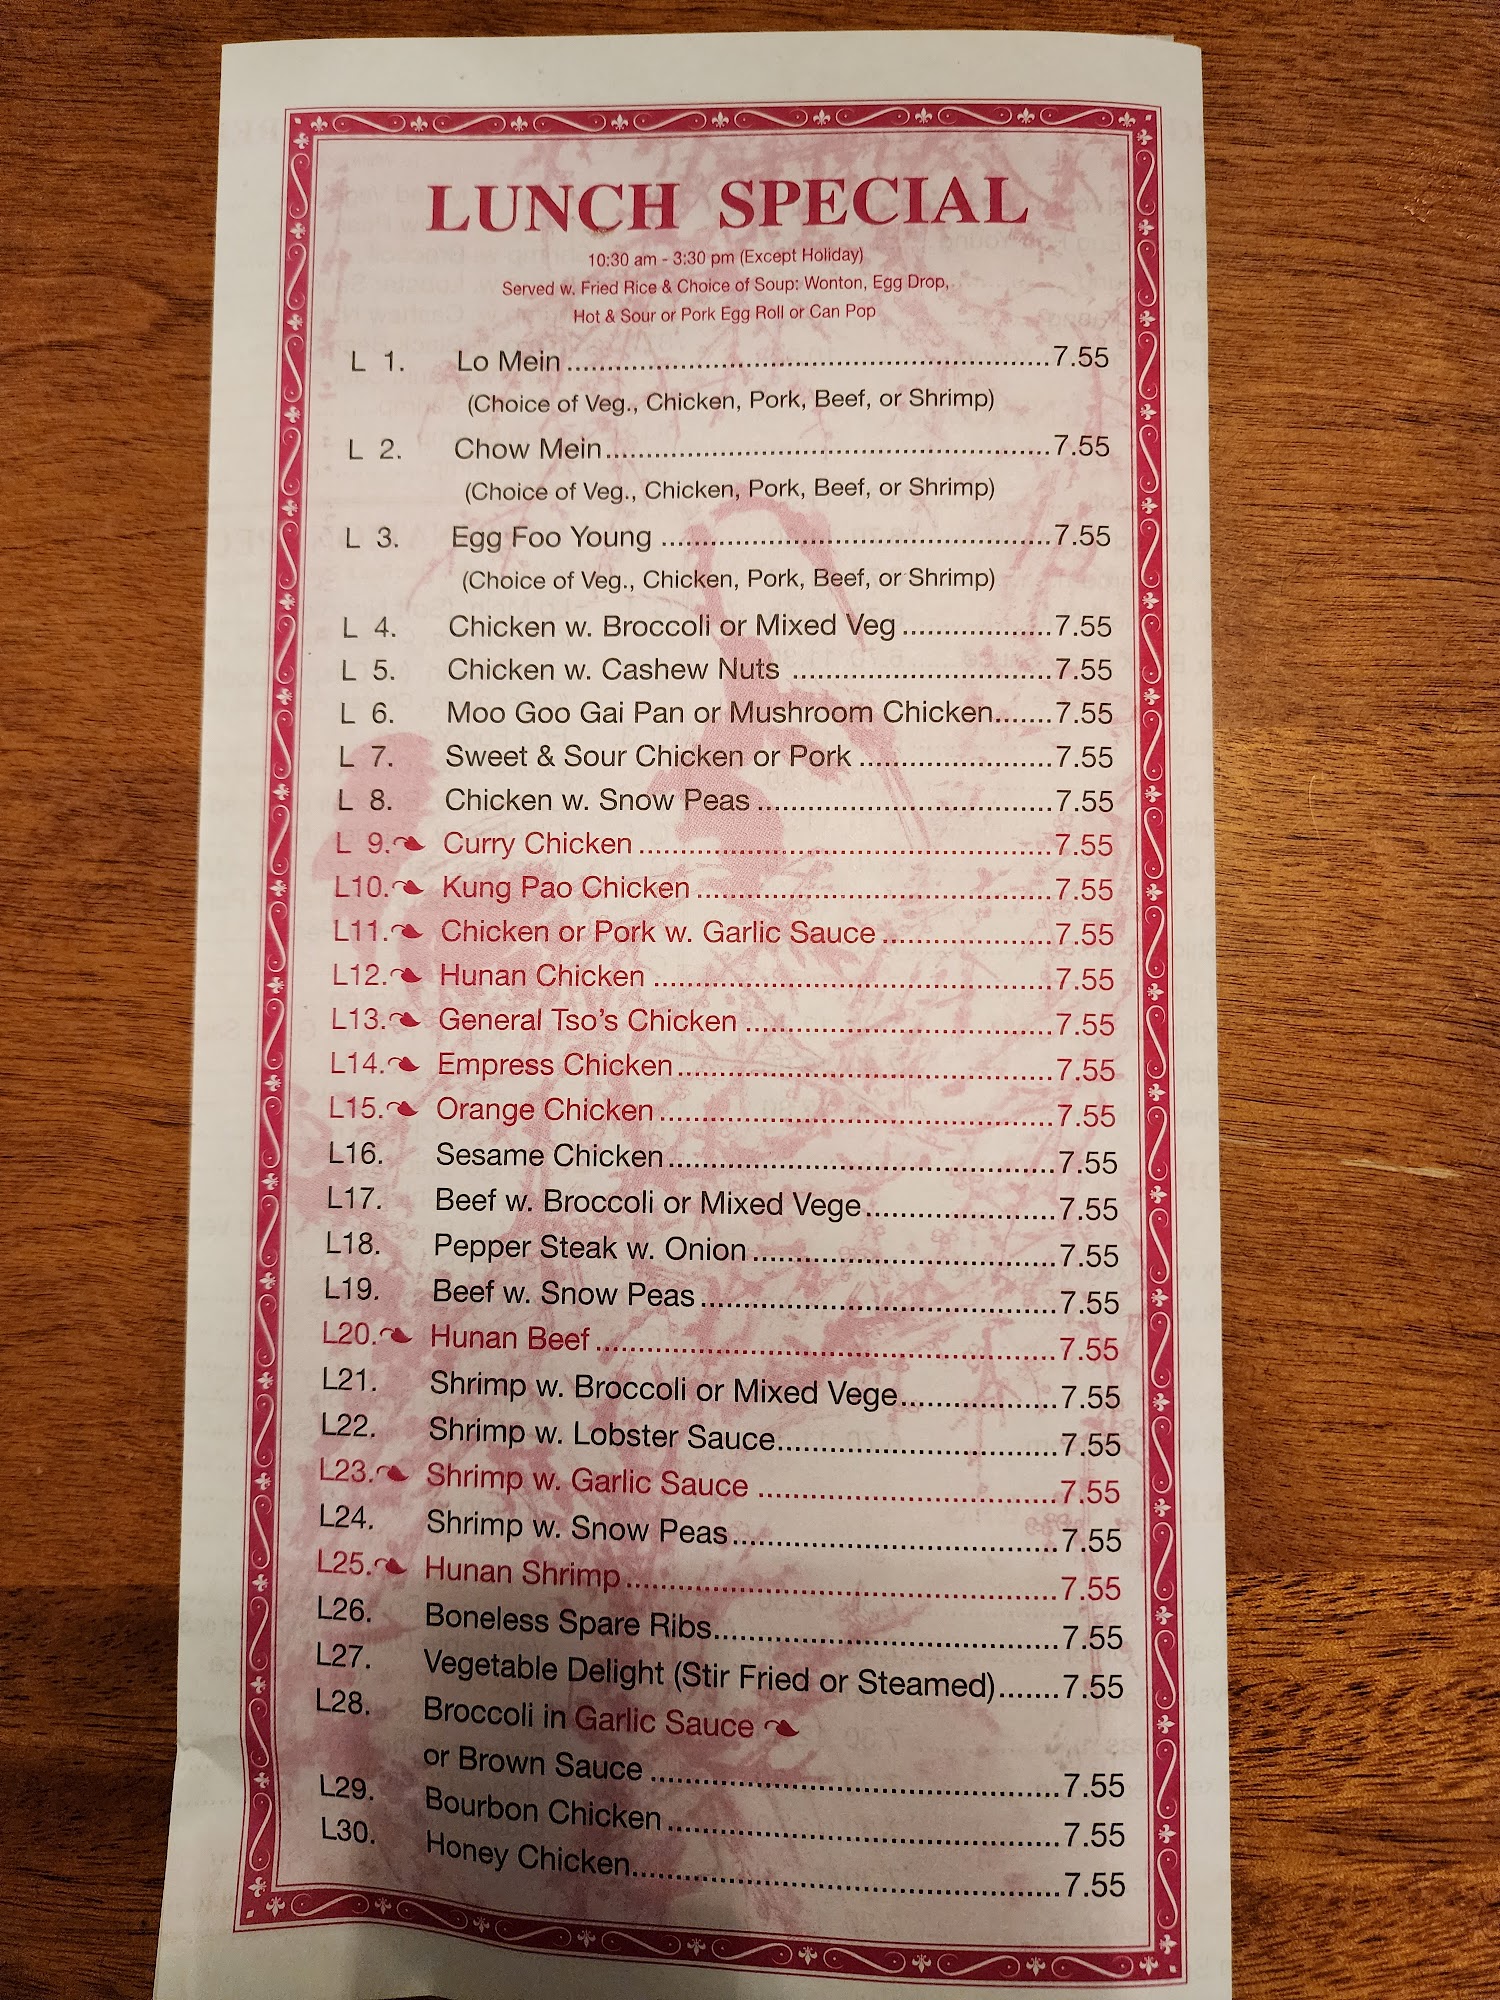 LUNCH SPECIAL
10:30 am - 3:30 pm (Except Holiday)
Served w. Fried Rice & Choice of Soup: Wonton, Egg Drop,
Hot & Sour or Pork Egg Roll or Can Pop
L 1. Lo Mein 7.55
(Choice of Veg., Chicken, Pork, Beef, or Shrimp)
L 2. Chow Mein 7.55
(Choice of Veg., Chicken, Pork, Beef, or Shrimp)
L 3. Egg Foo Young 7.55
(Choice of Veg., Chicken, Pork, Beef, or Shrimp)
L 4. Chicken w. Broccoli or Mixed Veg 7.55
L 5. Chicken w. Cashew Nuts 7.55
L 6. Moo Goo Gai Pan or Mushroom Chicken 7.55
L 7. Sweet & Sour Chicken or Pork 7.55
L 8. Chicken w. Snow Peas 7.55
L 9. Curry Chicken 7.55
L10. Kung Pao Chicken 7.55
L11. Chicken or Pork w. Garlic Sauce 7.55
L12. Hunan Chicken 7.55
L13. General Tso's Chicken 7.55
L14. Empress Chicken 7.55
L15. Orange Chicken 7.55
L16. Sesame Chicken 7.55
L17. Beef w. Broccoli or Mixed Vege 7.55
L18. Pepper Steak w. Onion 7.55
L19. Beef w. Snow Peas 7.55
L20. Hunan Beef 7.55
L21. Shrimp w. Broccoli or Mixed Vege 7.55
L22. Shrimp w. Lobster Sauce 7.55
L23. Shrimp w. Garlic Sauce 7.55
L24. Shrimp w. Snow Peas 7.55
L25. Hunan Shrimp 7.55
L26. Boneless Spare Ribs 7.55
L27. Vegetable Delight (Stir Fried or Steamed) 7.55
L28. Broccoli in Garlic Sauce
or Brown Sauce 7.55
L29. Bourbon Chicken 7.55
L30. Honey Chicken 7.55